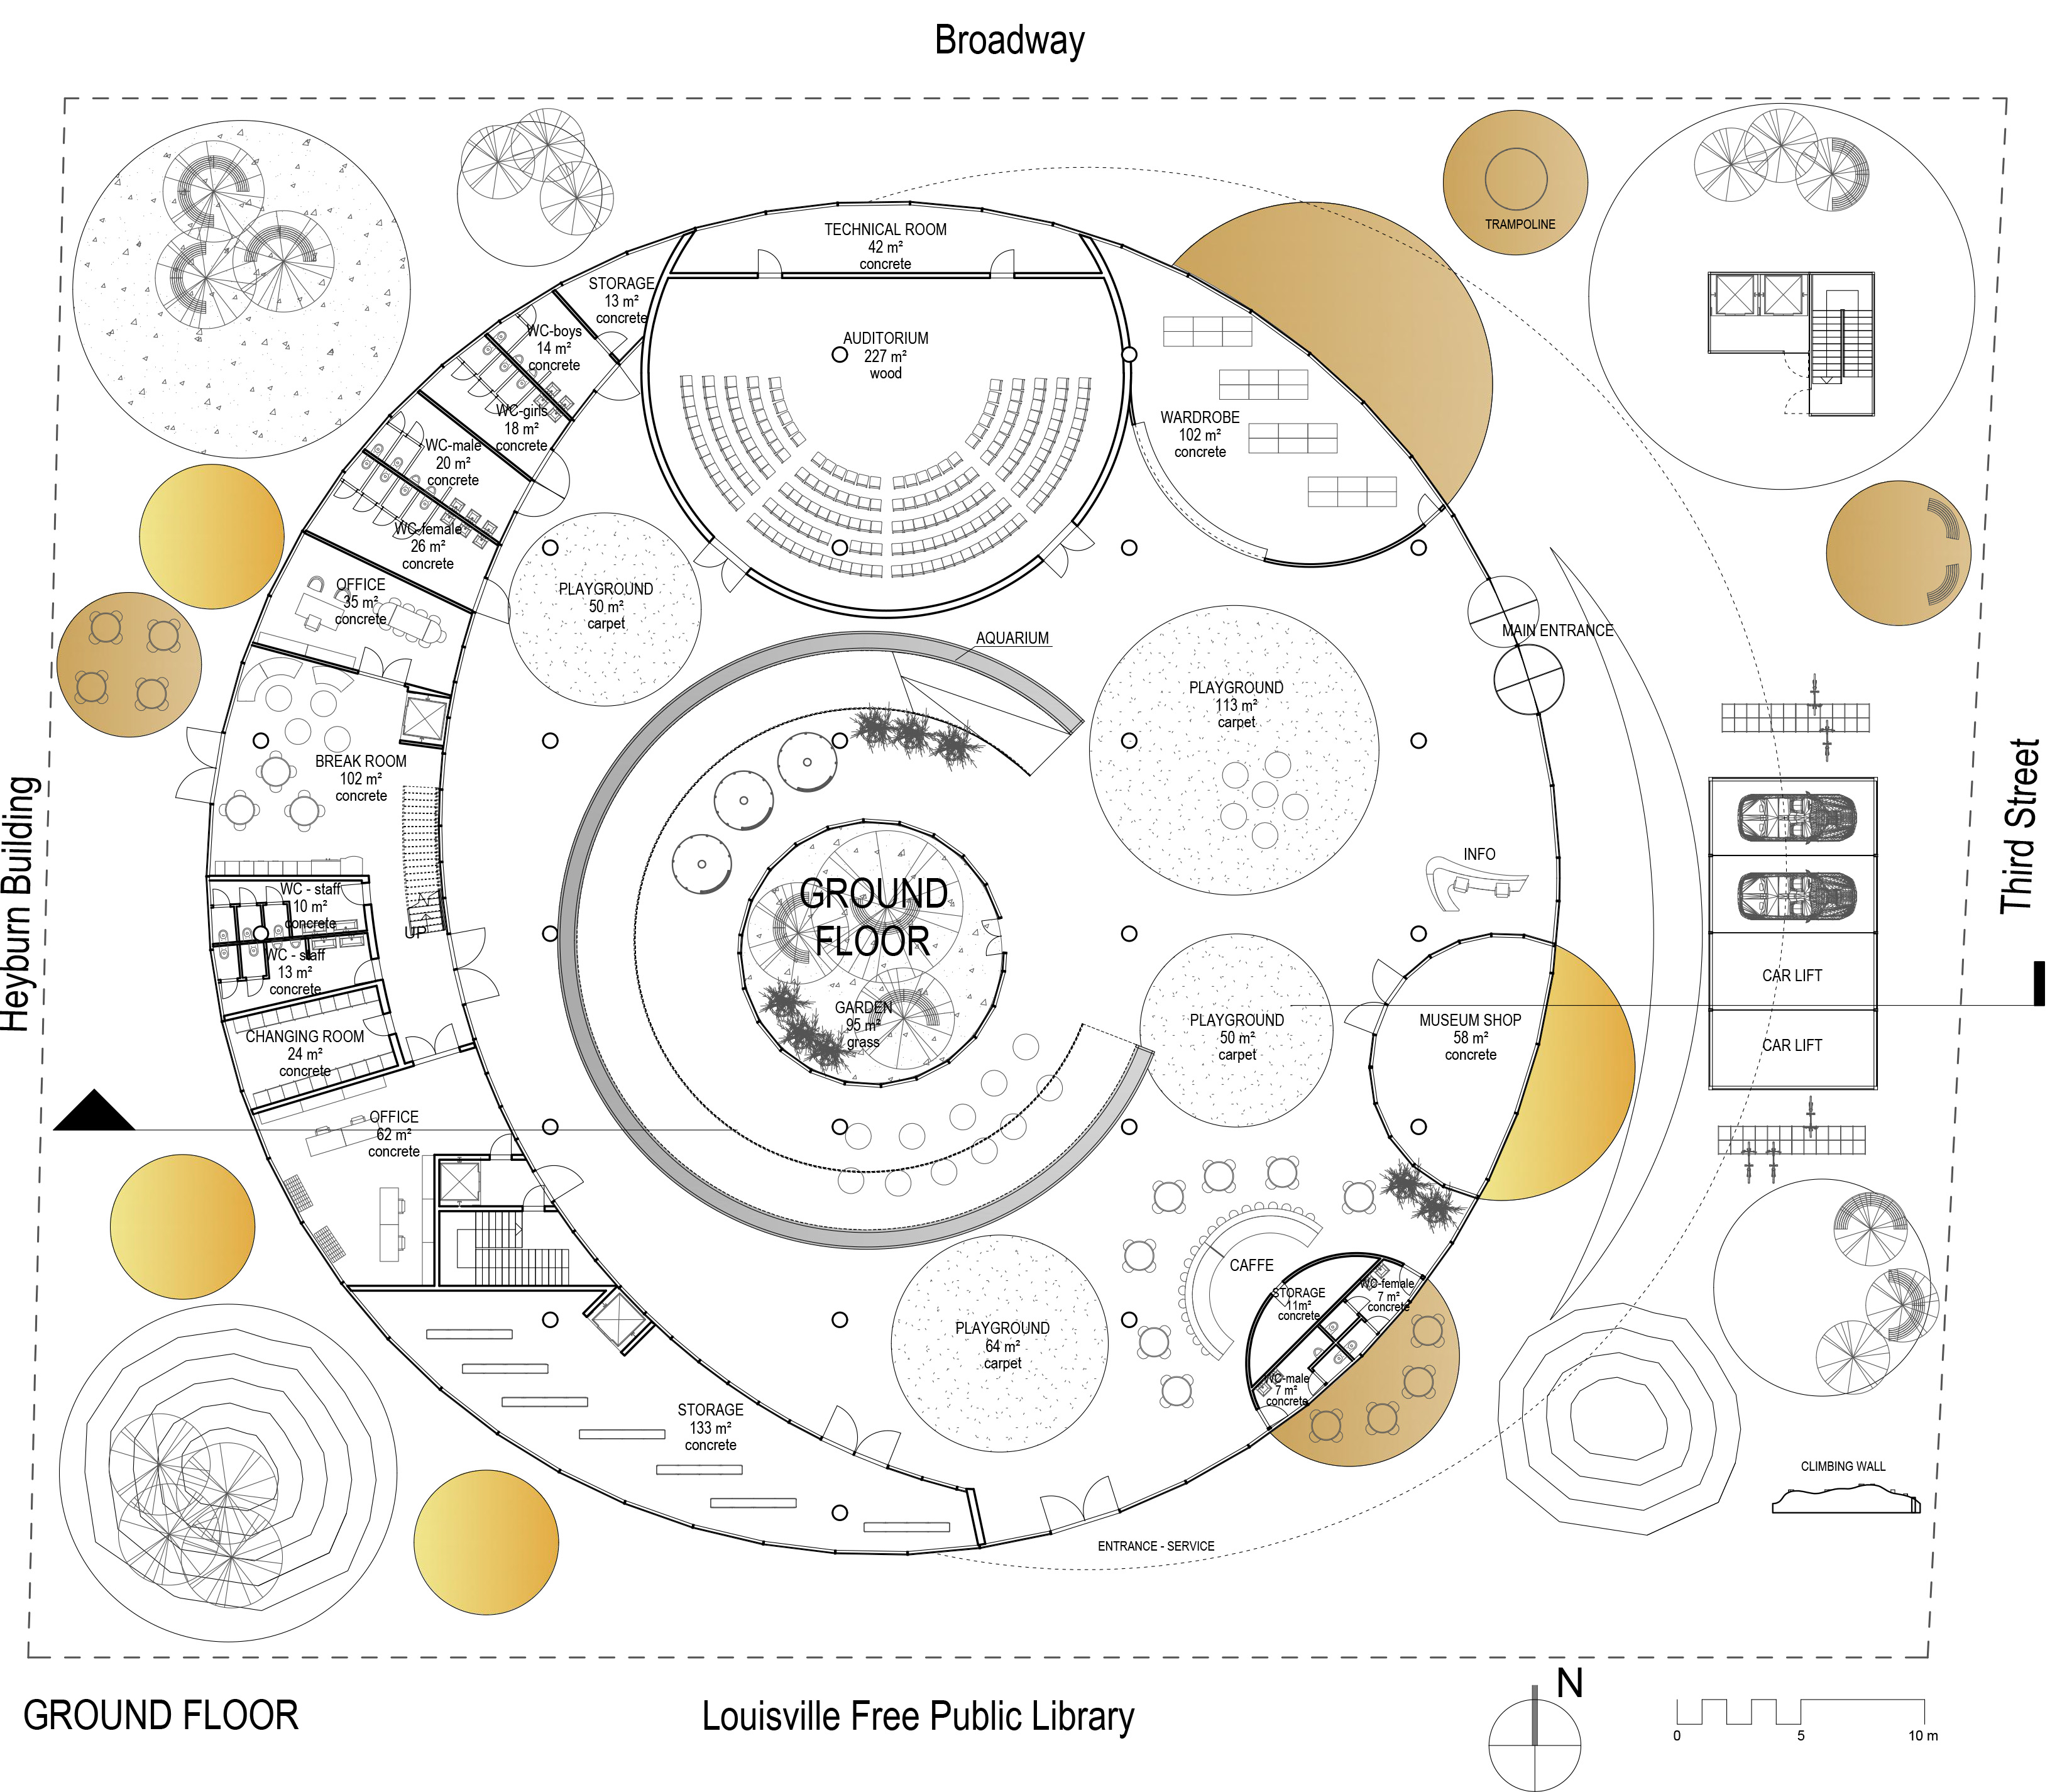 Broadway
TECHNICAL ROOM
42 m²
concrete
TRAMPOLINE
STORAGE
13 m²
concrete
WC-boys
14 m²
concrete
AUDITORIUM
227 m²
wood
WC-girls
18 m²
concrete
WARDROBE
102 m²
concrete
WC-male
20 m²
concrete
WC-female
26 m²
concrete
OFFICE
35 m²
concrete
PLAYGROUND
50 m²
carpet
AQUARIUM
MAIN ENTRANCE
PLAYGROUND
113 m²
carpet
BREAK ROOM
102 m²
concrete
Heyburn Building
Third Street
INFO
GROUND
FLOOR
WC - staff
10 m²
concrete
UP
WC - staff
13 m²
concrete
GARDEN
95 m²
grass
PLAYGROUND
50 m²
carpet
MUSEUM SHOP
58 m²
concrete
CAR LIFT
CAR LIFT
CHANGING ROOM
24 m²
concrete
OFFICE
62 m²
concrete
CAFFE
STORAGE
11m²
concrete
WC-female
7 m²
concrete
PLAYGROUND
64 m²
carpet
WC-male
7 m²
concrete
STORAGE
133 m²
concrete
CLIMBING WALL
ENTRANCE - SERVICE
GROUND FLOOR
Louisville Free Public Library
N
0 5 10 m